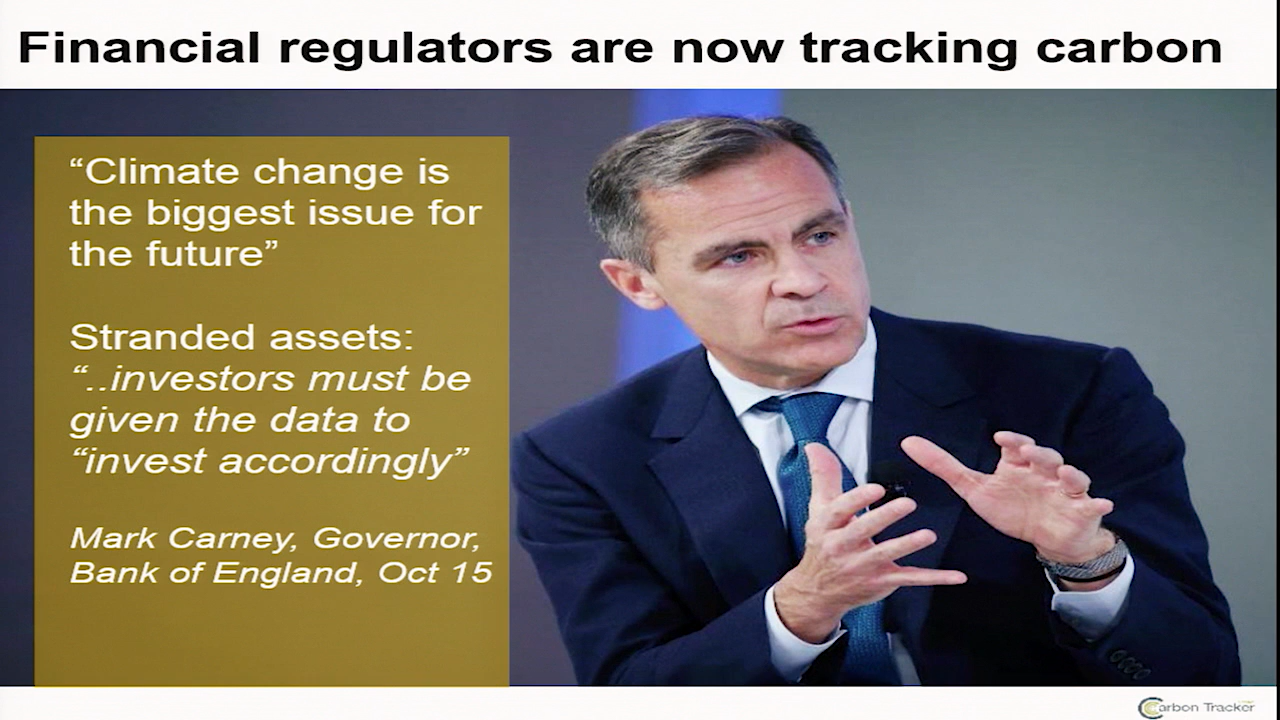 Financial regulators are now tracking carbon
“Climate change is
the biggest issue for
the future”
Stranded assets:
“..investors must be
given the data to
“invest accordingly”
Mark Carney, Governor,
Bank of England, Oct 15
Carbon Tracker